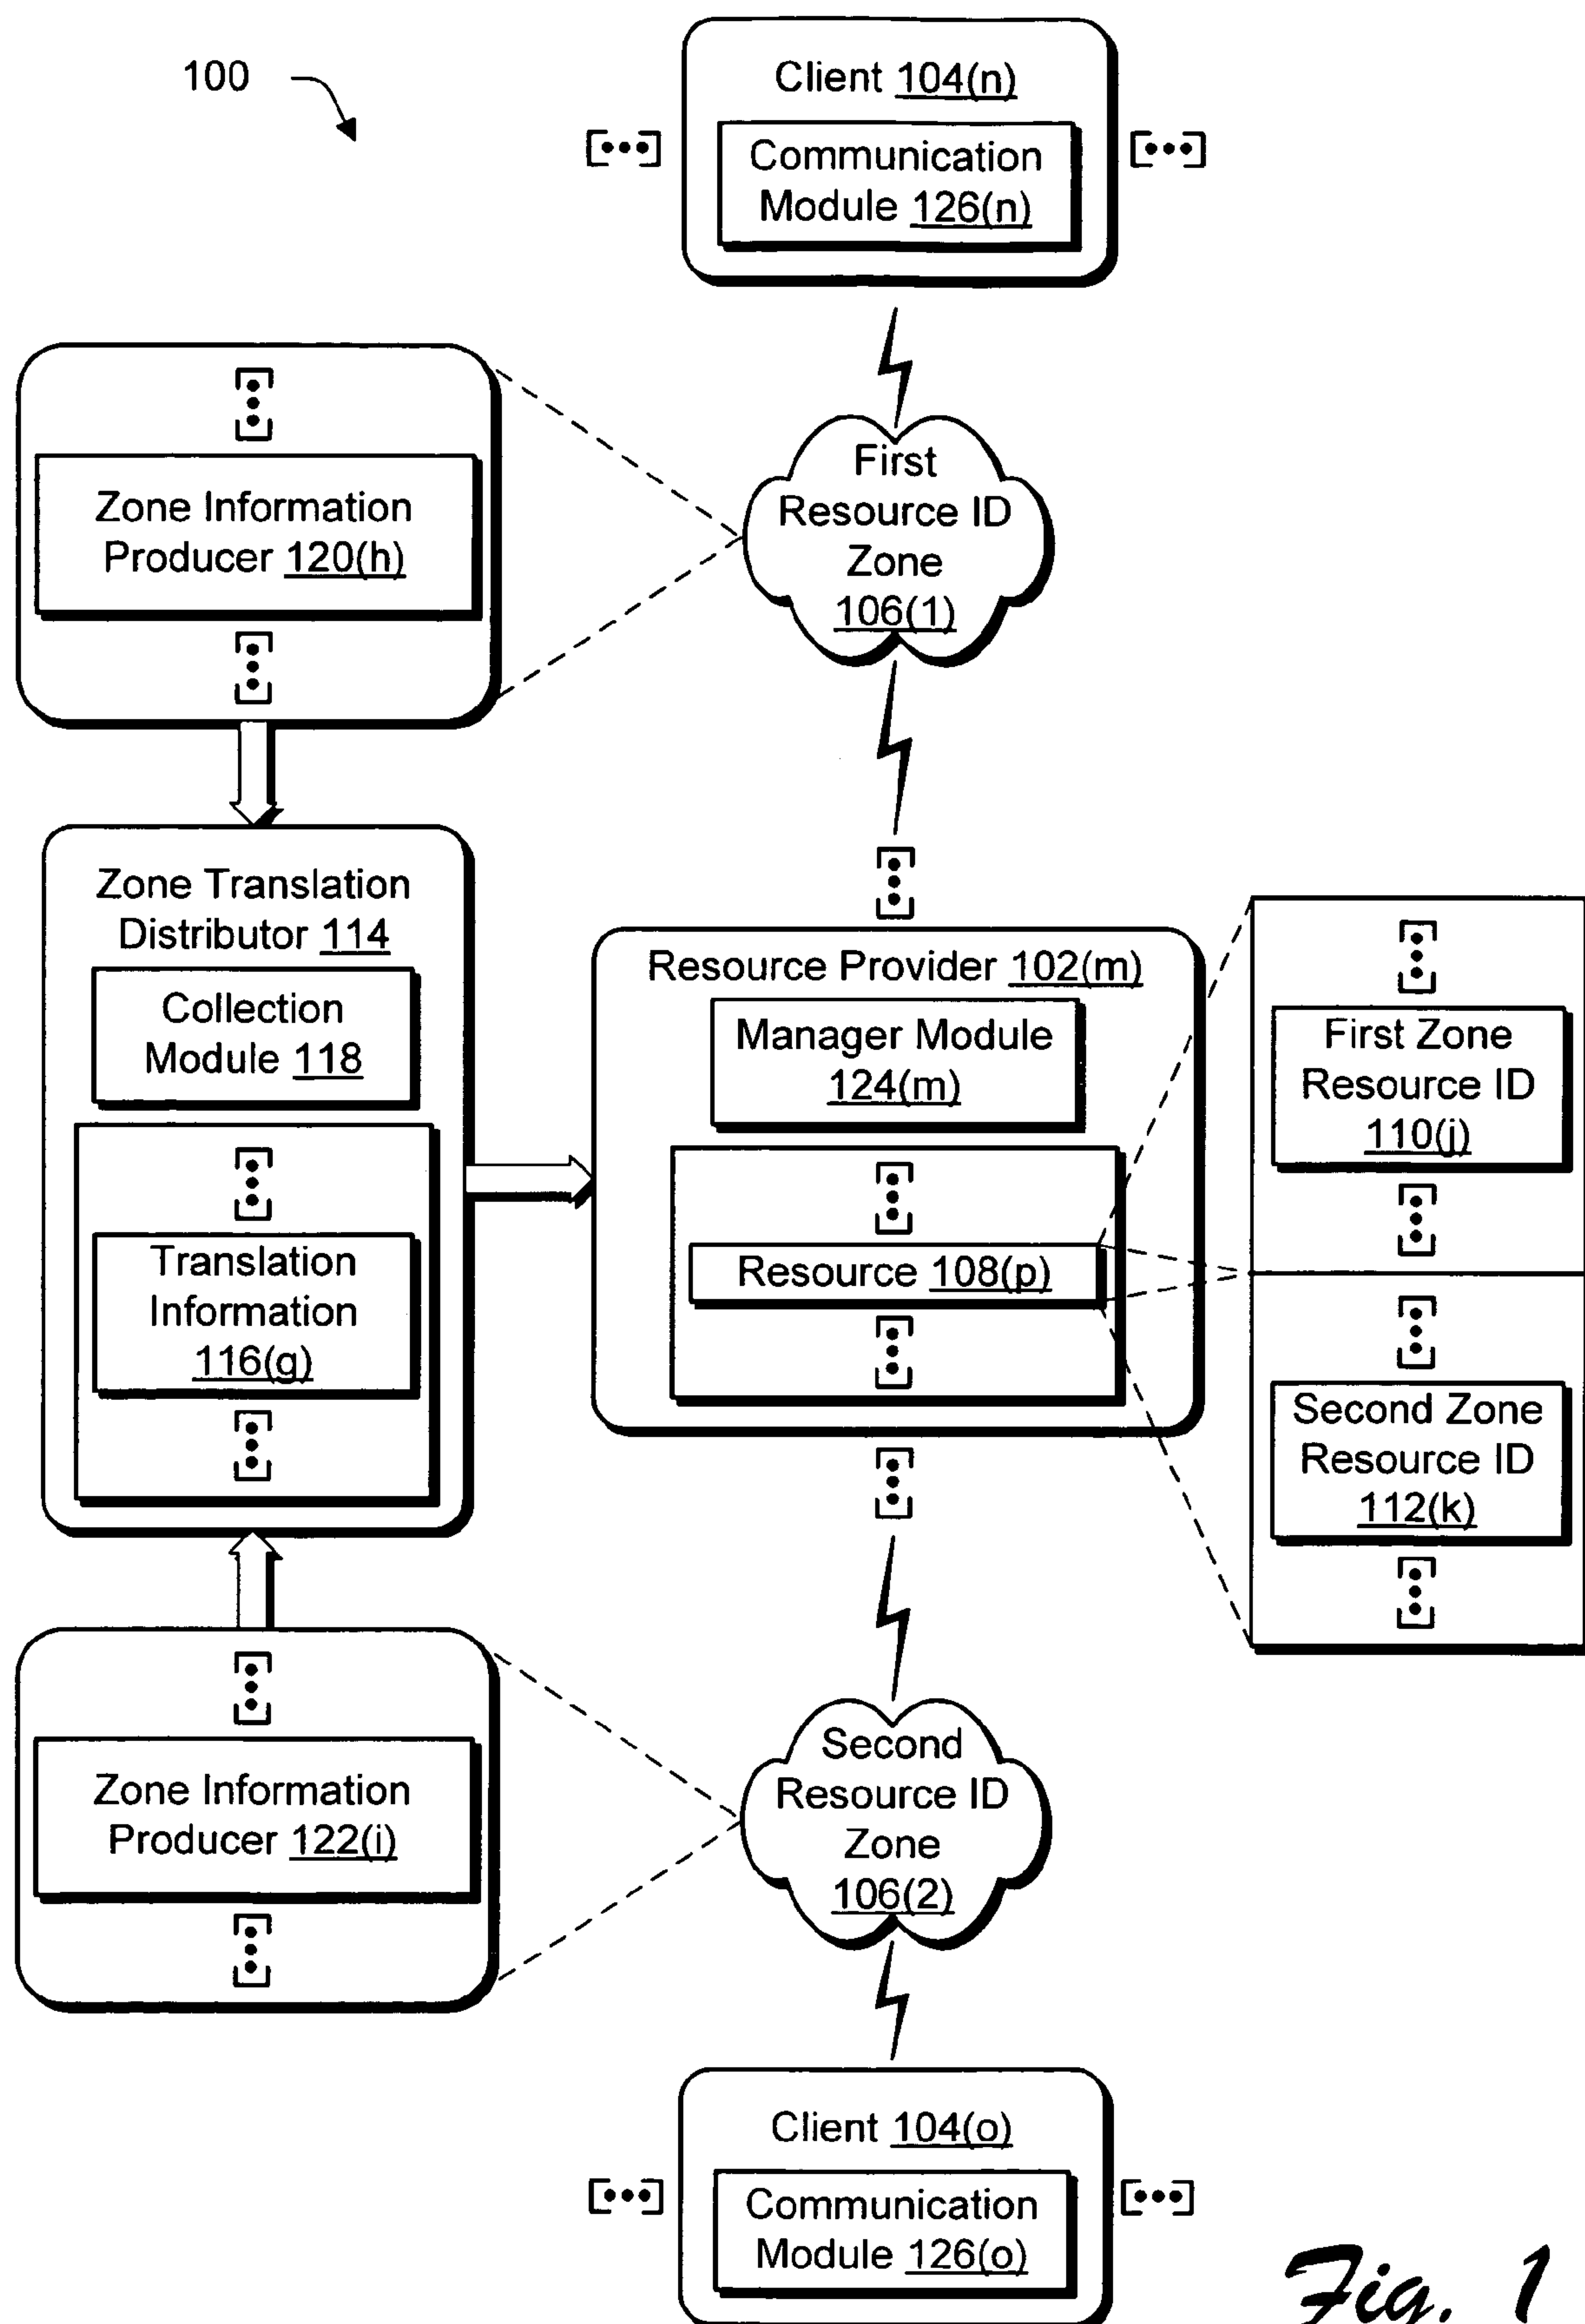 100
Client 104(n)
Communication
Module 126(n)
First
Resource ID
Zone
106(1)
Zone Information
Producer 120(h)
Zone Translation
Distributor 114
Collection
Module 118
Translation
Information
116(g)
Resource Provider 102(m)
Manager Module
124(m)
Resource 108(p)
First Zone
Resource ID
110(j)
Second Zone
Resource ID
112(k)
Zone Information
Producer 122(i)
Second
Resource ID
Zone
106(2)
Client 104(o)
Communication
Module 126(o)
Fig. 1